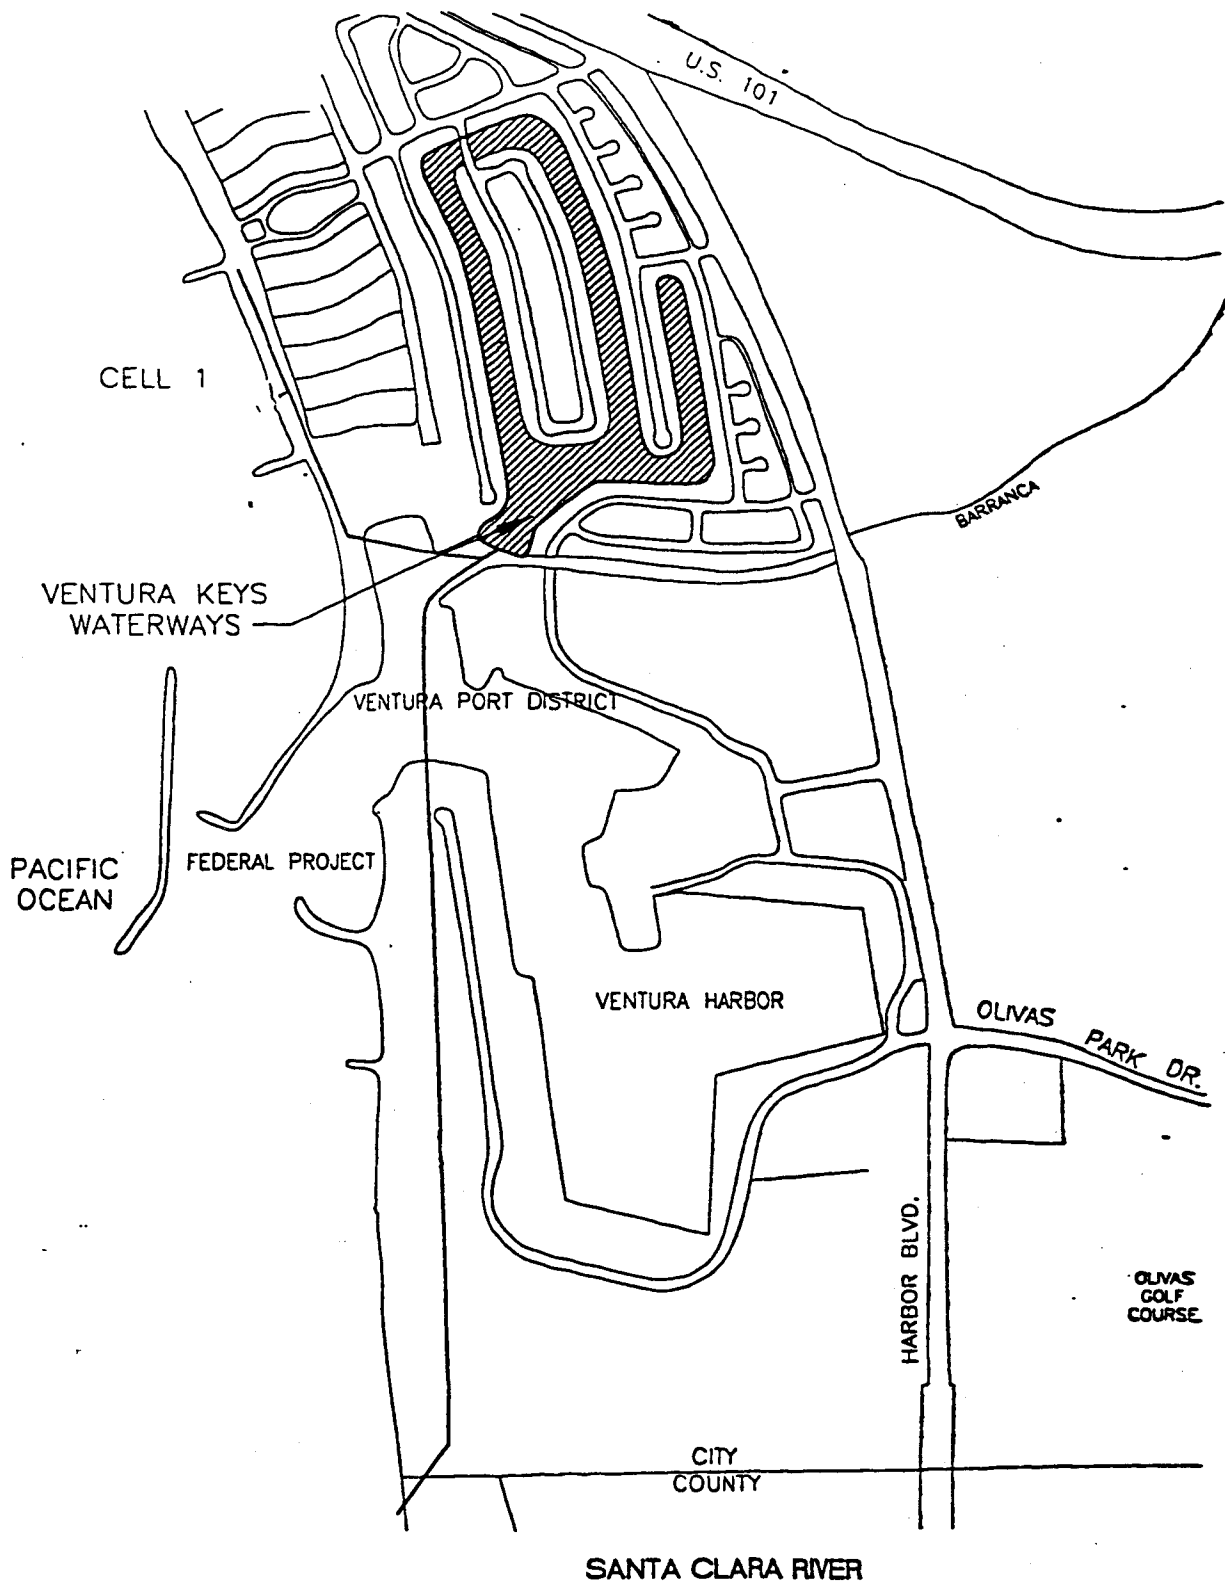 U.S. 101
CELL 1
BARRANCA
VENTURA KEYS
WATERWAYS
VENTURA PORT DISTRICT
PACIFIC
OCEAN
FEDERAL PROJECT
VENTURA HARBOR
OLIVAS PARK DR.
HARBOR BLVD.
OLIVAS
GOLF
COURSE
CITY
COUNTY
SANTA CLARA RIVER